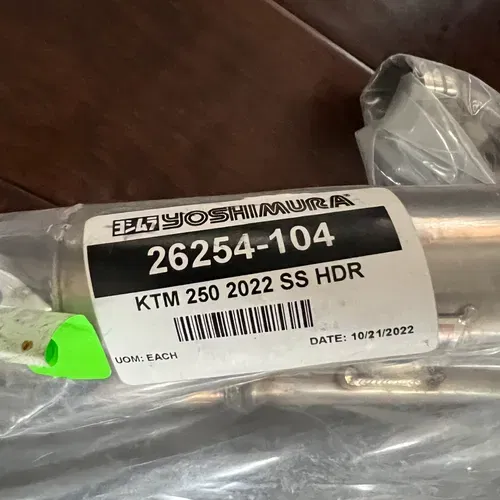 ヨシムラ YOSHIMURA
26254-104
KTM 250 2022 SS HDR
UOM: EACH
DATE: 10/21/2022